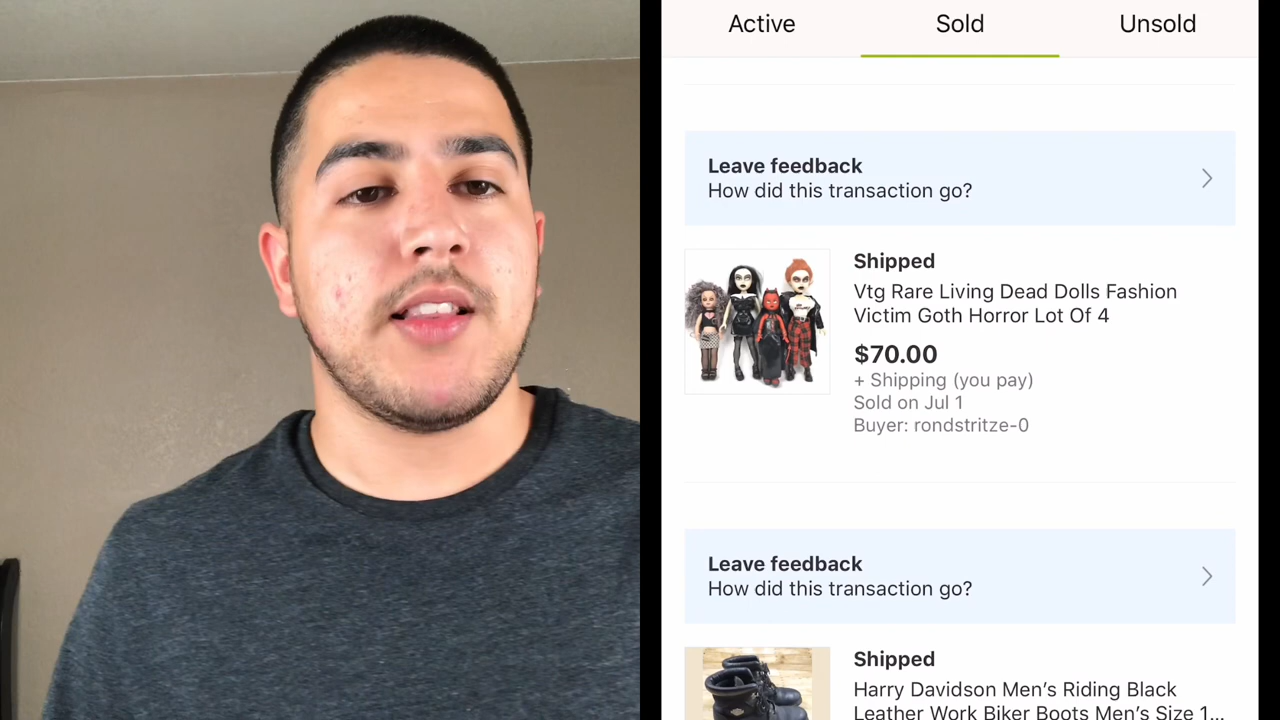 Active
Sold
Unsold
Leave feedback
How did this transaction go?
Shipped
Vtg Rare Living Dead Dolls Fashion
Victim Goth Horror Lot Of 4
$70.00
+ Shipping (you pay)
Sold on Jul 1
Buyer: rondstritze-0
Leave feedback
How did this transaction go?
Shipped
Harry Davidson Men’s Riding Black
Leather Work Biker Boots Men’s Size 1...